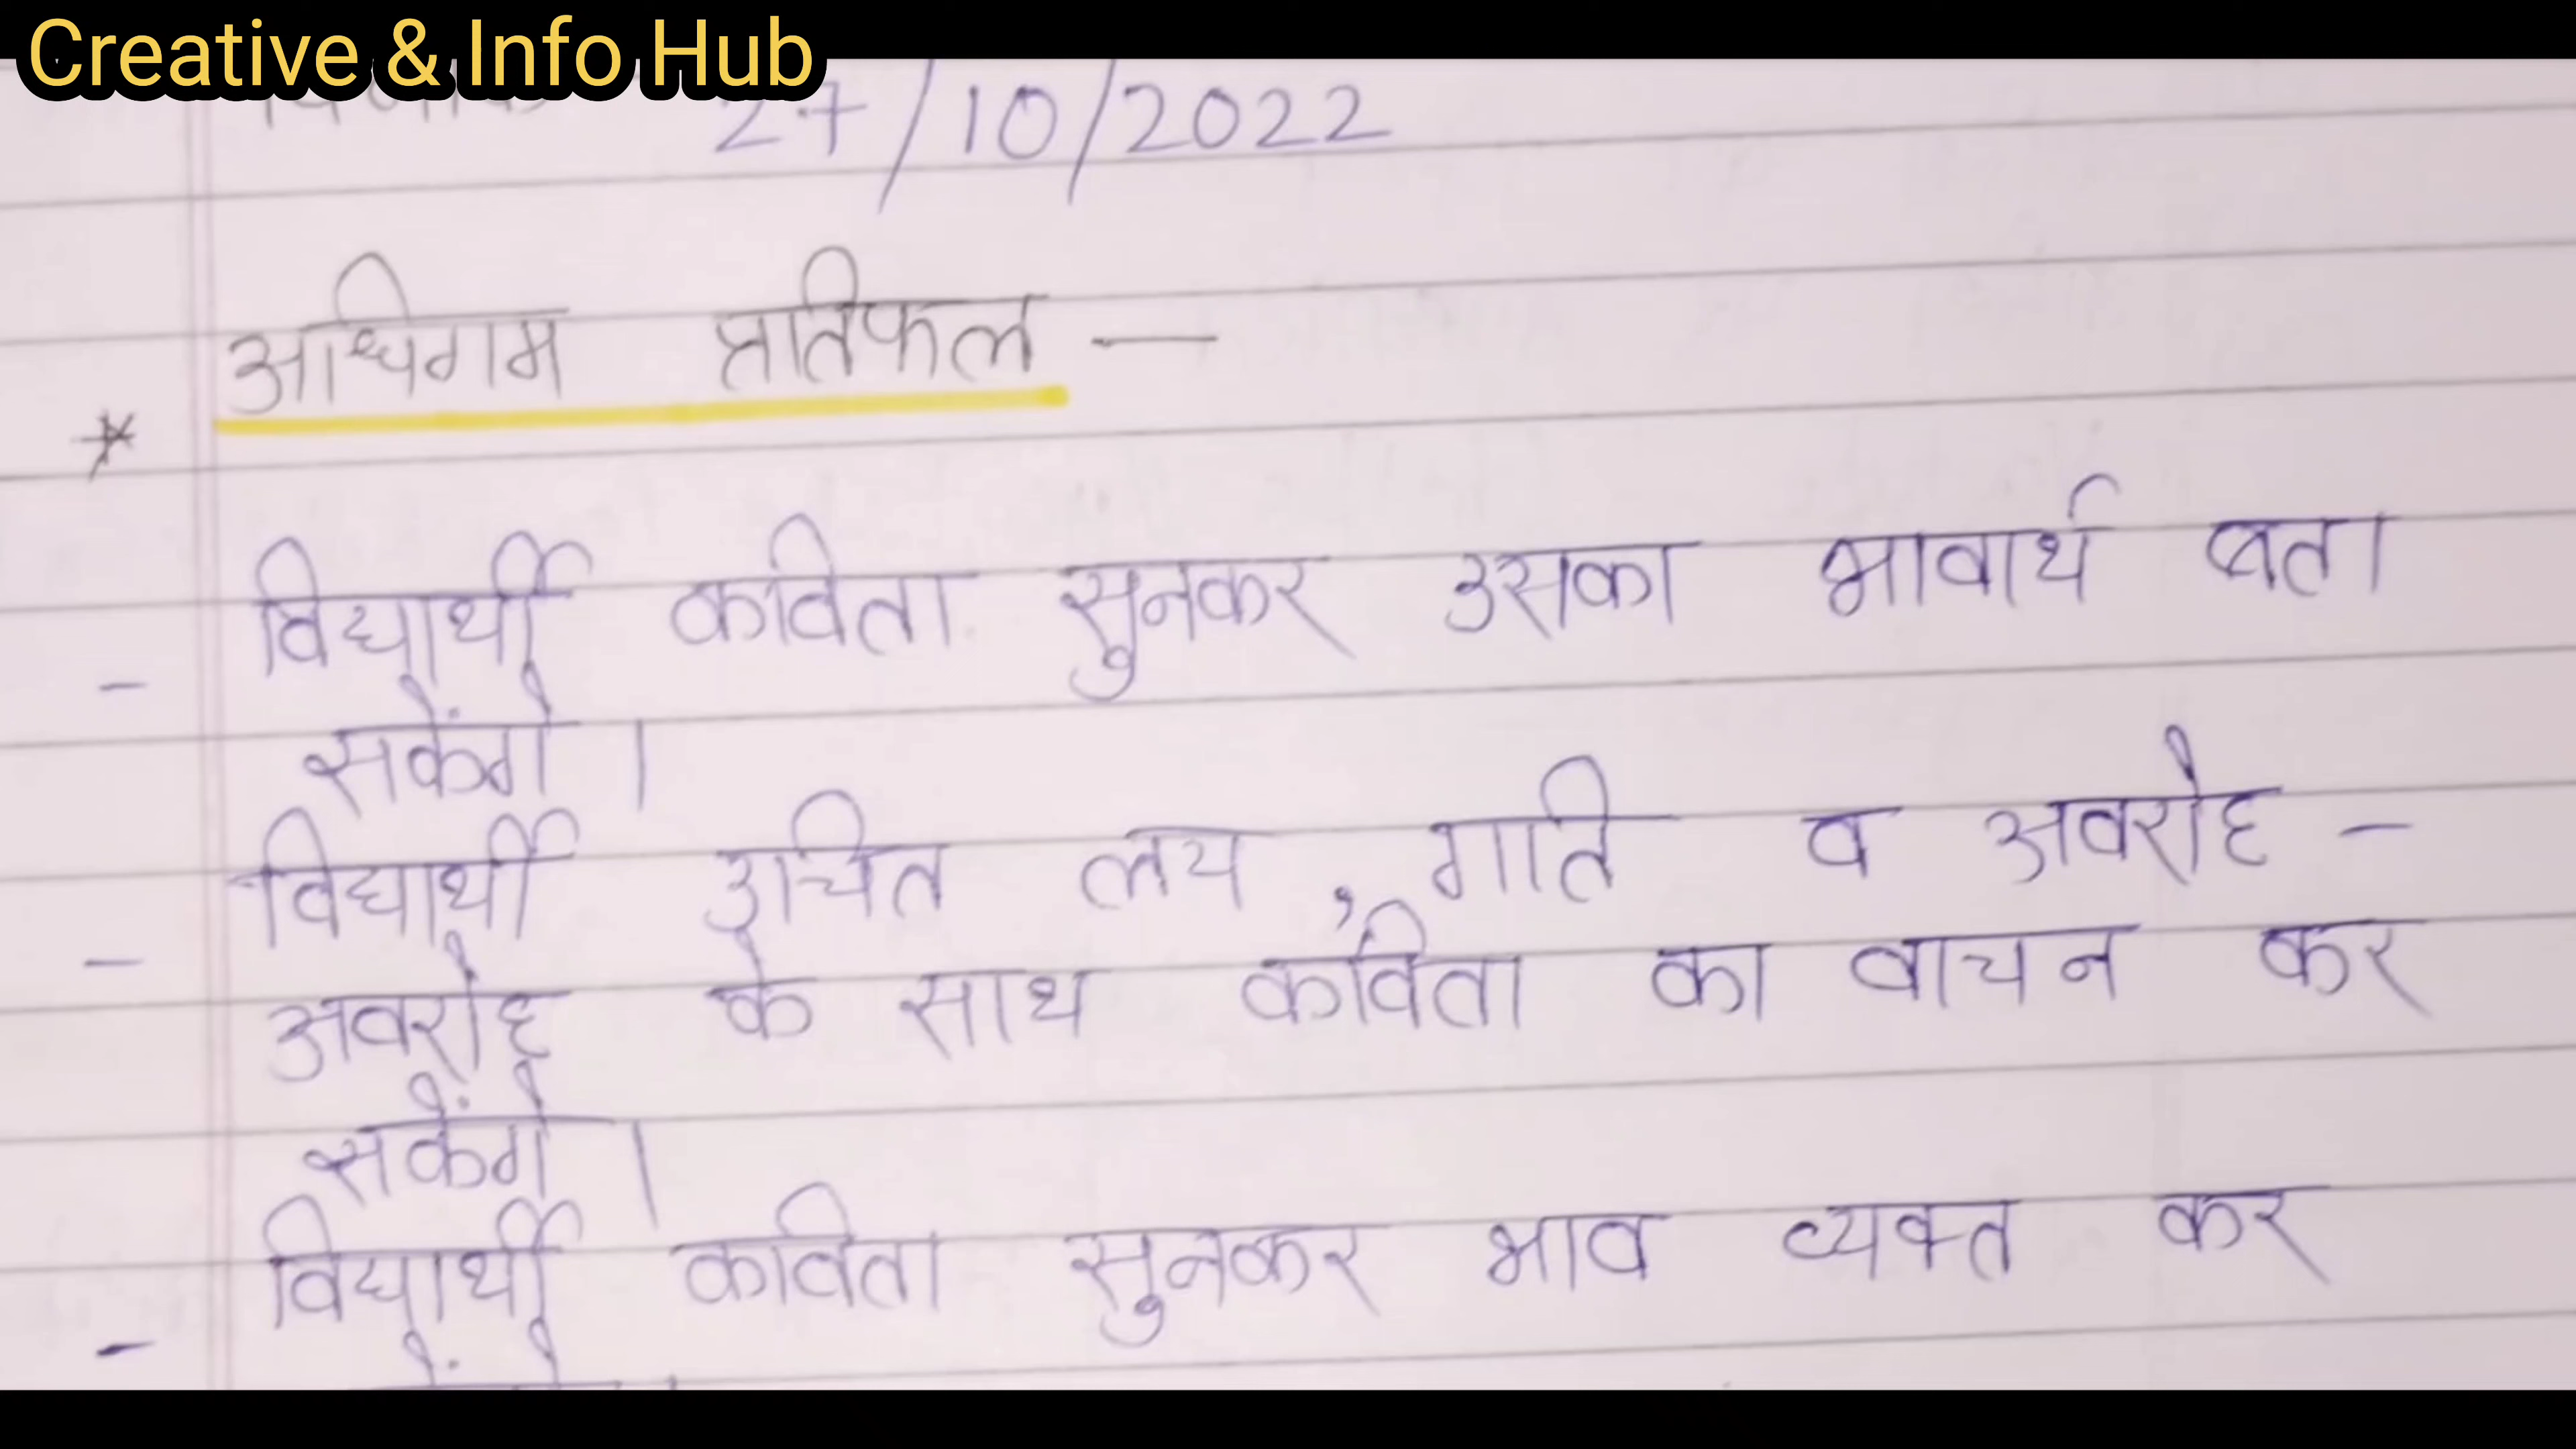 Creative & Info Hub
27/10/2022
* अधिगम प्रतिफल —
- विद्यार्थी कविता सुनकर उसका भावार्थ बता
सकेंगे ।
- विद्यार्थी उचित लय , गति व अवरोह -
अवरोह के साथ कविता का वाचन कर
सकेंगे ।
- विद्यार्थी कविता सुनकर भाव व्यक्त कर